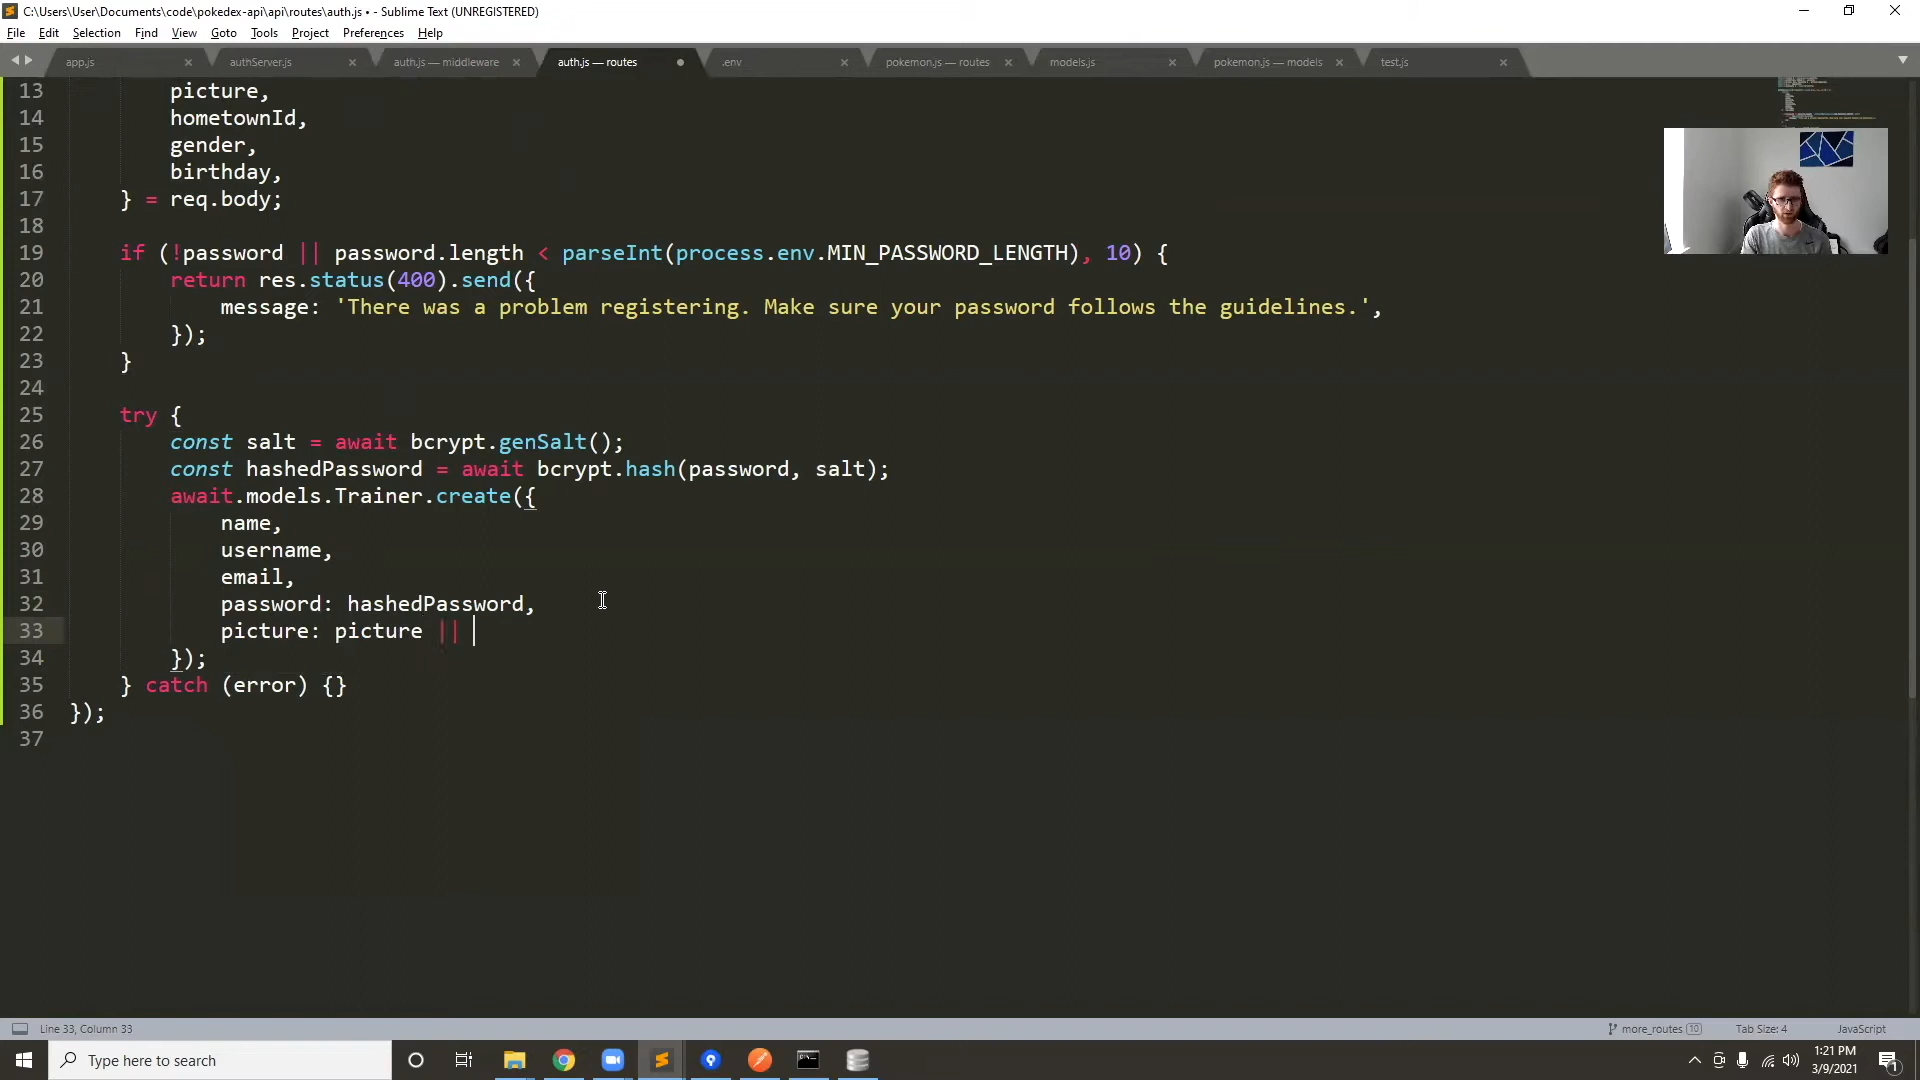 C:\Users\User\Documents\code\pokedex-api\api\routes\auth.js • - Sublime Text (UNREGISTERED)
File Edit Selection Find View Goto Tools Project Preferences Help
app.js × authServer.js × auth.js — middleware × auth.js — routes ● .env × pokemon.js — routes × models.js × pokemon.js — models × test.js ×
13 picture,
14 hometownId,
15 gender,
16 birthday,
17 } = req.body;
18
19 if (!password || password.length < parseInt(process.env.MIN_PASSWORD_LENGTH), 10) {
20 return res.status(400).send({
21 message: 'There was a problem registering. Make sure your password follows the guidelines.',
22 });
23 }
24
25 try {
26 const salt = await bcrypt.genSalt();
27 const hashedPassword = await bcrypt.hash(password, salt);
28 await.models.Trainer.create({
29 name,
30 username,
31 email,
32 password: hashedPassword,
33 picture: picture ||
34 });
35 } catch (error) {}
36 });
37
Line 33, Column 33 more_routes 10 Tab Size: 4 JavaScript
Type here to search
1:21 PM
3/9/2021
1